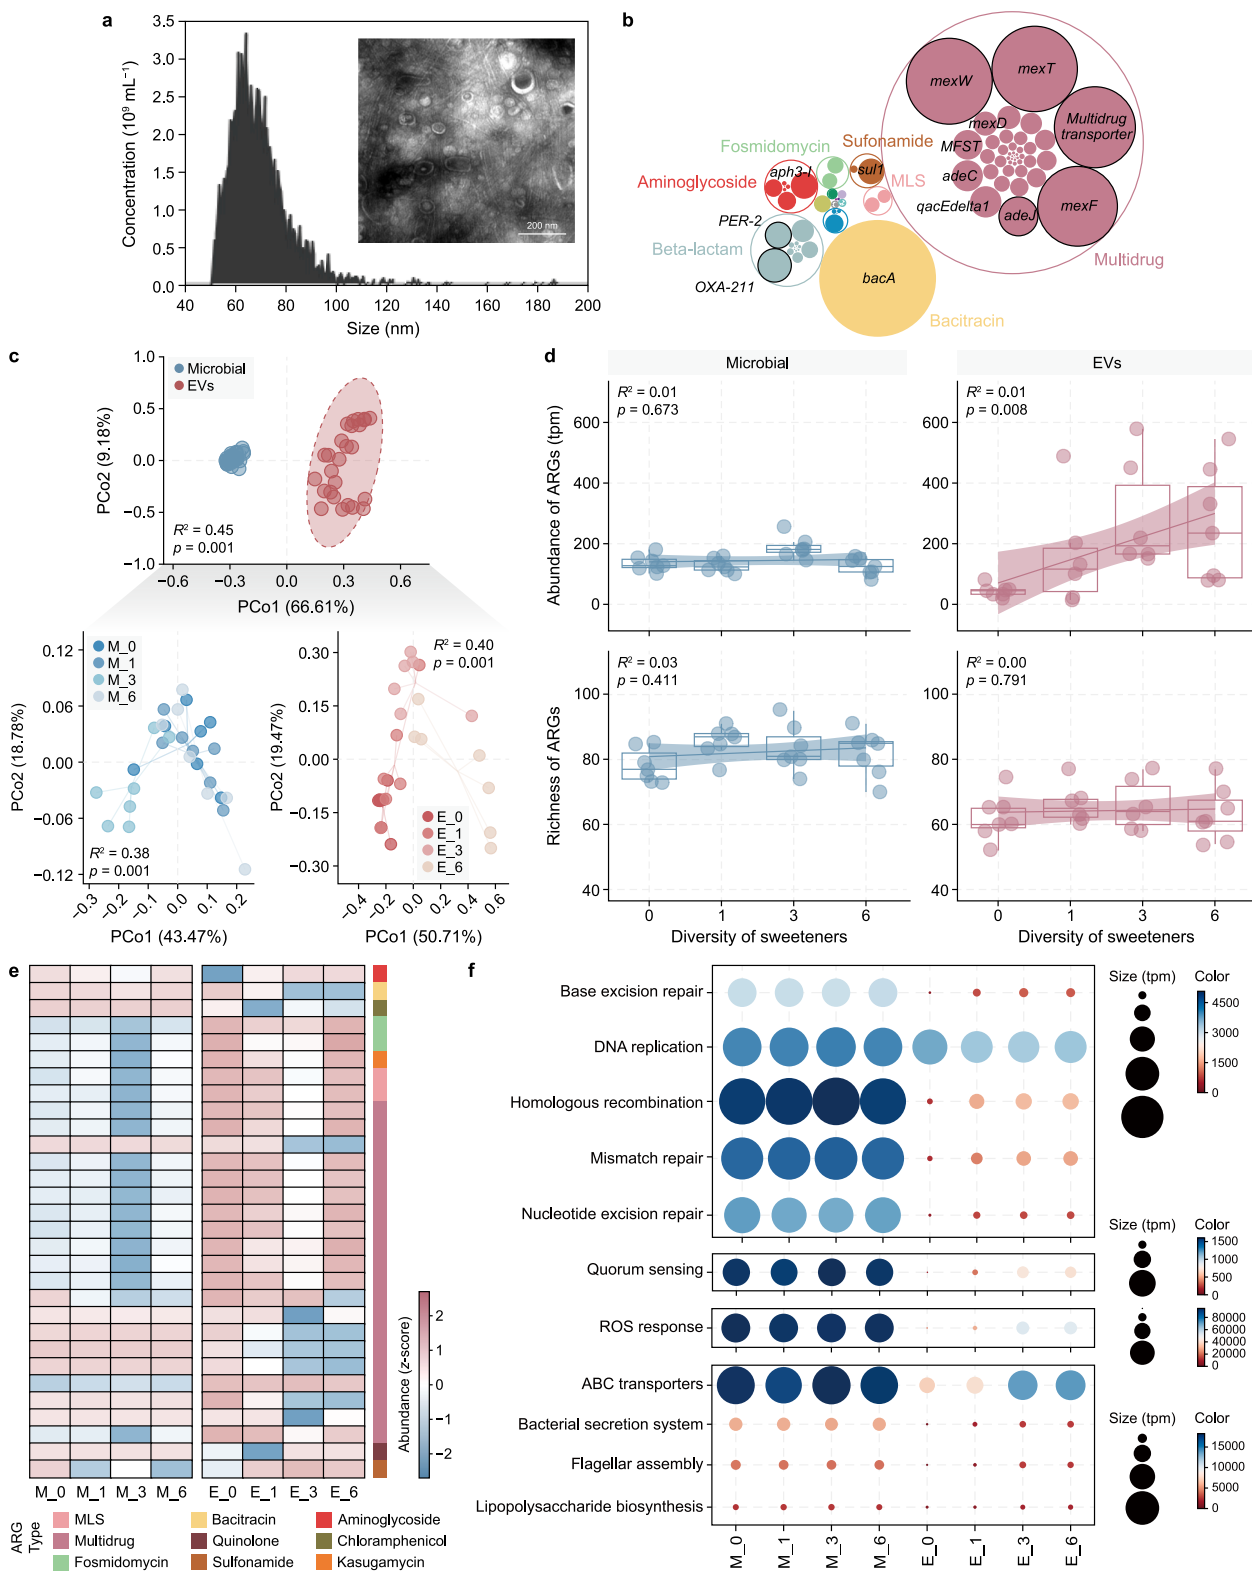 a
3.5
3.0
2.5
2.0
1.5
1.0
0.5
0
Concentration (10⁹ mL⁻¹)
40
60
80
100
120
140
160
180
200
Size (nm)
200 nm
b
mexW
mexT
mexD
Multidrug
transporter
MFST
adeC
qacEdelta1
adeJ
mexF
Multidrug
Fosmidomycin
Sufonamide
sul1
MLS
Aminoglycoside
aph3-I
PER-2
Beta-lactam
OXA-211
bacA
Bacitracin
c
Microbial
EVs
1.0
0.5
0.0
−0.5
−1.0
PCo2 (9.18%)
R² = 0.45
p = 0.001
−0.6
−0.3
0.0
0.3
0.6
PCo1 (66.61%)
M_0
M_1
M_3
M_6
0.12
0.06
0.00
−0.06
−0.12
PCo2 (18.78%)
R² = 0.38
p = 0.001
−0.3
−0.2
−0.1
0.0
0.1
0.2
PCo1 (43.47%)
R² = 0.40
p = 0.001
0.30
0.15
0.00
−0.15
−0.30
PCo2 (19.47%)
E_0
E_1
E_3
E_6
−0.4
−0.2
0.0
0.2
0.4
0.6
PCo1 (50.71%)
d
Microbial
EVs
R² = 0.01
p = 0.673
R² = 0.01
p = 0.008
Abundance of ARGs (tpm)
600
400
200
0
600
400
200
0
R² = 0.03
p = 0.411
R² = 0.00
p = 0.791
Richness of ARGs
100
80
60
40
100
80
60
40
0
1
3
6
Diversity of sweeteners
0
1
3
6
Diversity of sweeteners
e
M_0
M_1
M_3
M_6
E_0
E_1
E_3
E_6
2
1
0
−1
−2
Abundance (z-score)
ARG
Type
MLS
Multidrug
Fosmidomycin
Bacitracin
Quinolone
Sulfonamide
Aminoglycoside
Chloramphenicol
Kasugamycin
f
Base excision repair
DNA replication
Homologous recombination
Mismatch repair
Nucleotide excision repair
Quorum sensing
ROS response
ABC transporters
Bacterial secretion system
Flagellar assembly
Lipopolysaccharide biosynthesis
M_0
M_1
M_3
M_6
E_0
E_1
E_3
E_6
Size (tpm)
Color
4500
3000
1500
0
Size (tpm)
Color
1500
1000
500
0
80000
60000
40000
20000
0
Size (tpm)
Color
15000
10000
5000
0